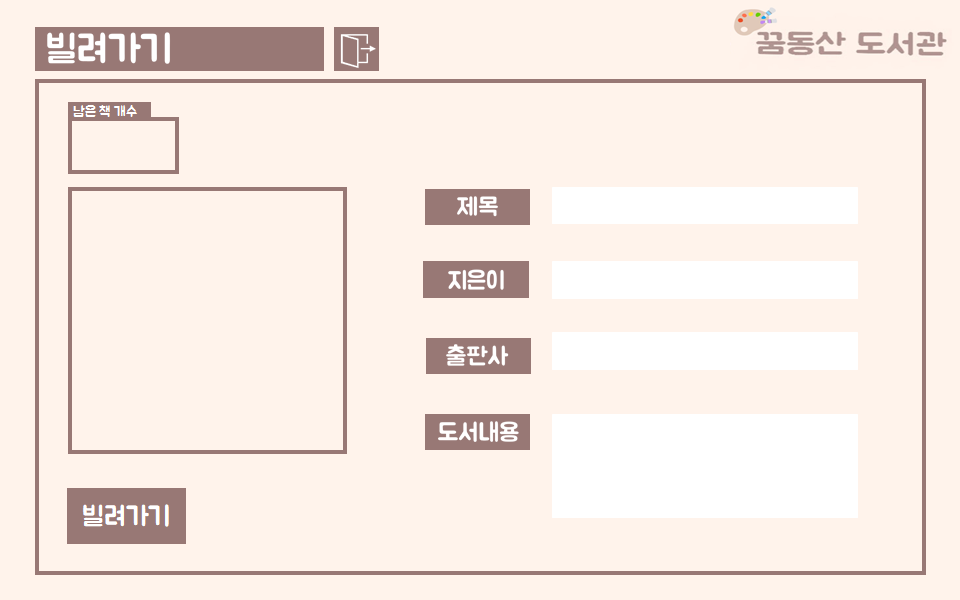 빌려가기
꿈동산 도서관
남은 책 개수
제목
지은이
출판사
도서내용
빌려가기